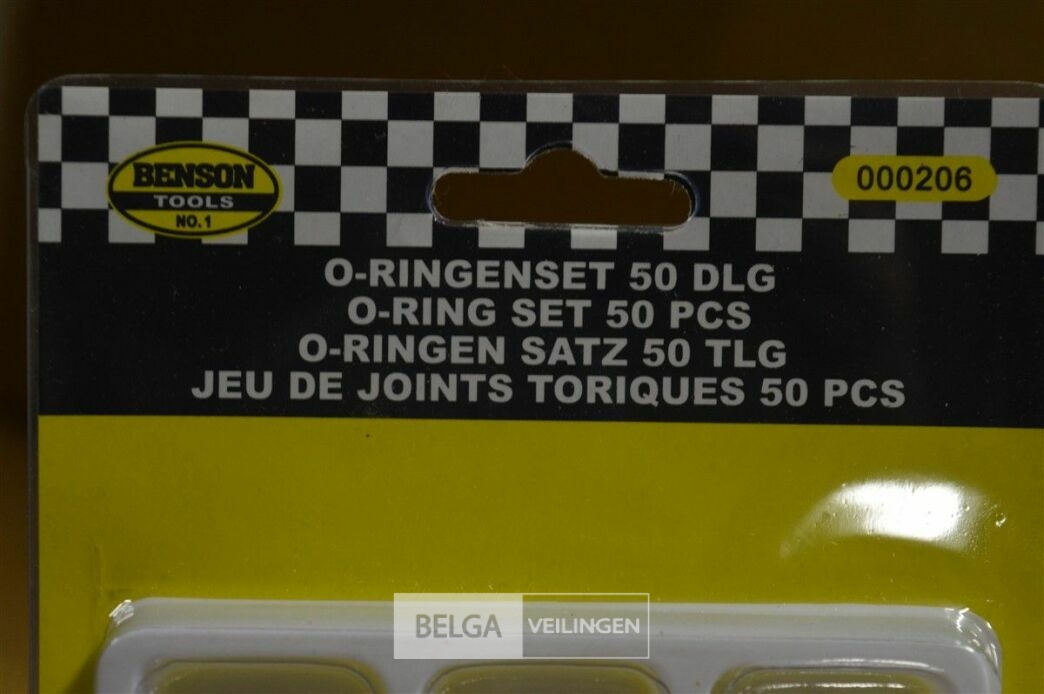 BENSON
TOOLS
NO.1
000206
O-RINGENSET 50 DLG
O-RING SET 50 PCS
O-RINGEN SATZ 50 TLG
JEU DE JOINTS TORIQUES 50 PCS
BELGA VEILINGEN